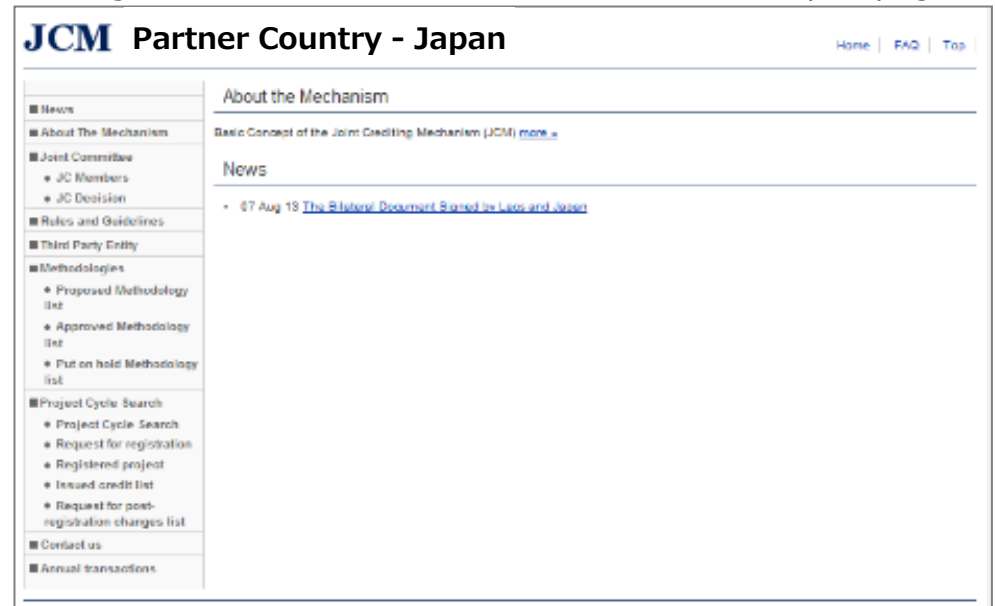 JCM Partner Country - Japan
Home | FAQ | Top |
■ News
■ About The Mechanism
■ Joint Committee
● JC Members
● JC Decision
■ Rules and Guidelines
■ Third Party Entity
■ Methodologies
● Proposed Methodology
list
● Approved Methodology
list
● Put on hold Methodology
list
■ Project Cycle Search
● Project Cycle Search
● Request for registration
● Registered project
● Issued credit list
● Request for post-
registration changes list
■ Contact us
■ Annual transactions
About the Mechanism
Basic Concept of the Joint Crediting Mechanism (JCM) more »
News
• 07 Aug 13 The Bilateral Document Signed by Laos and Japan